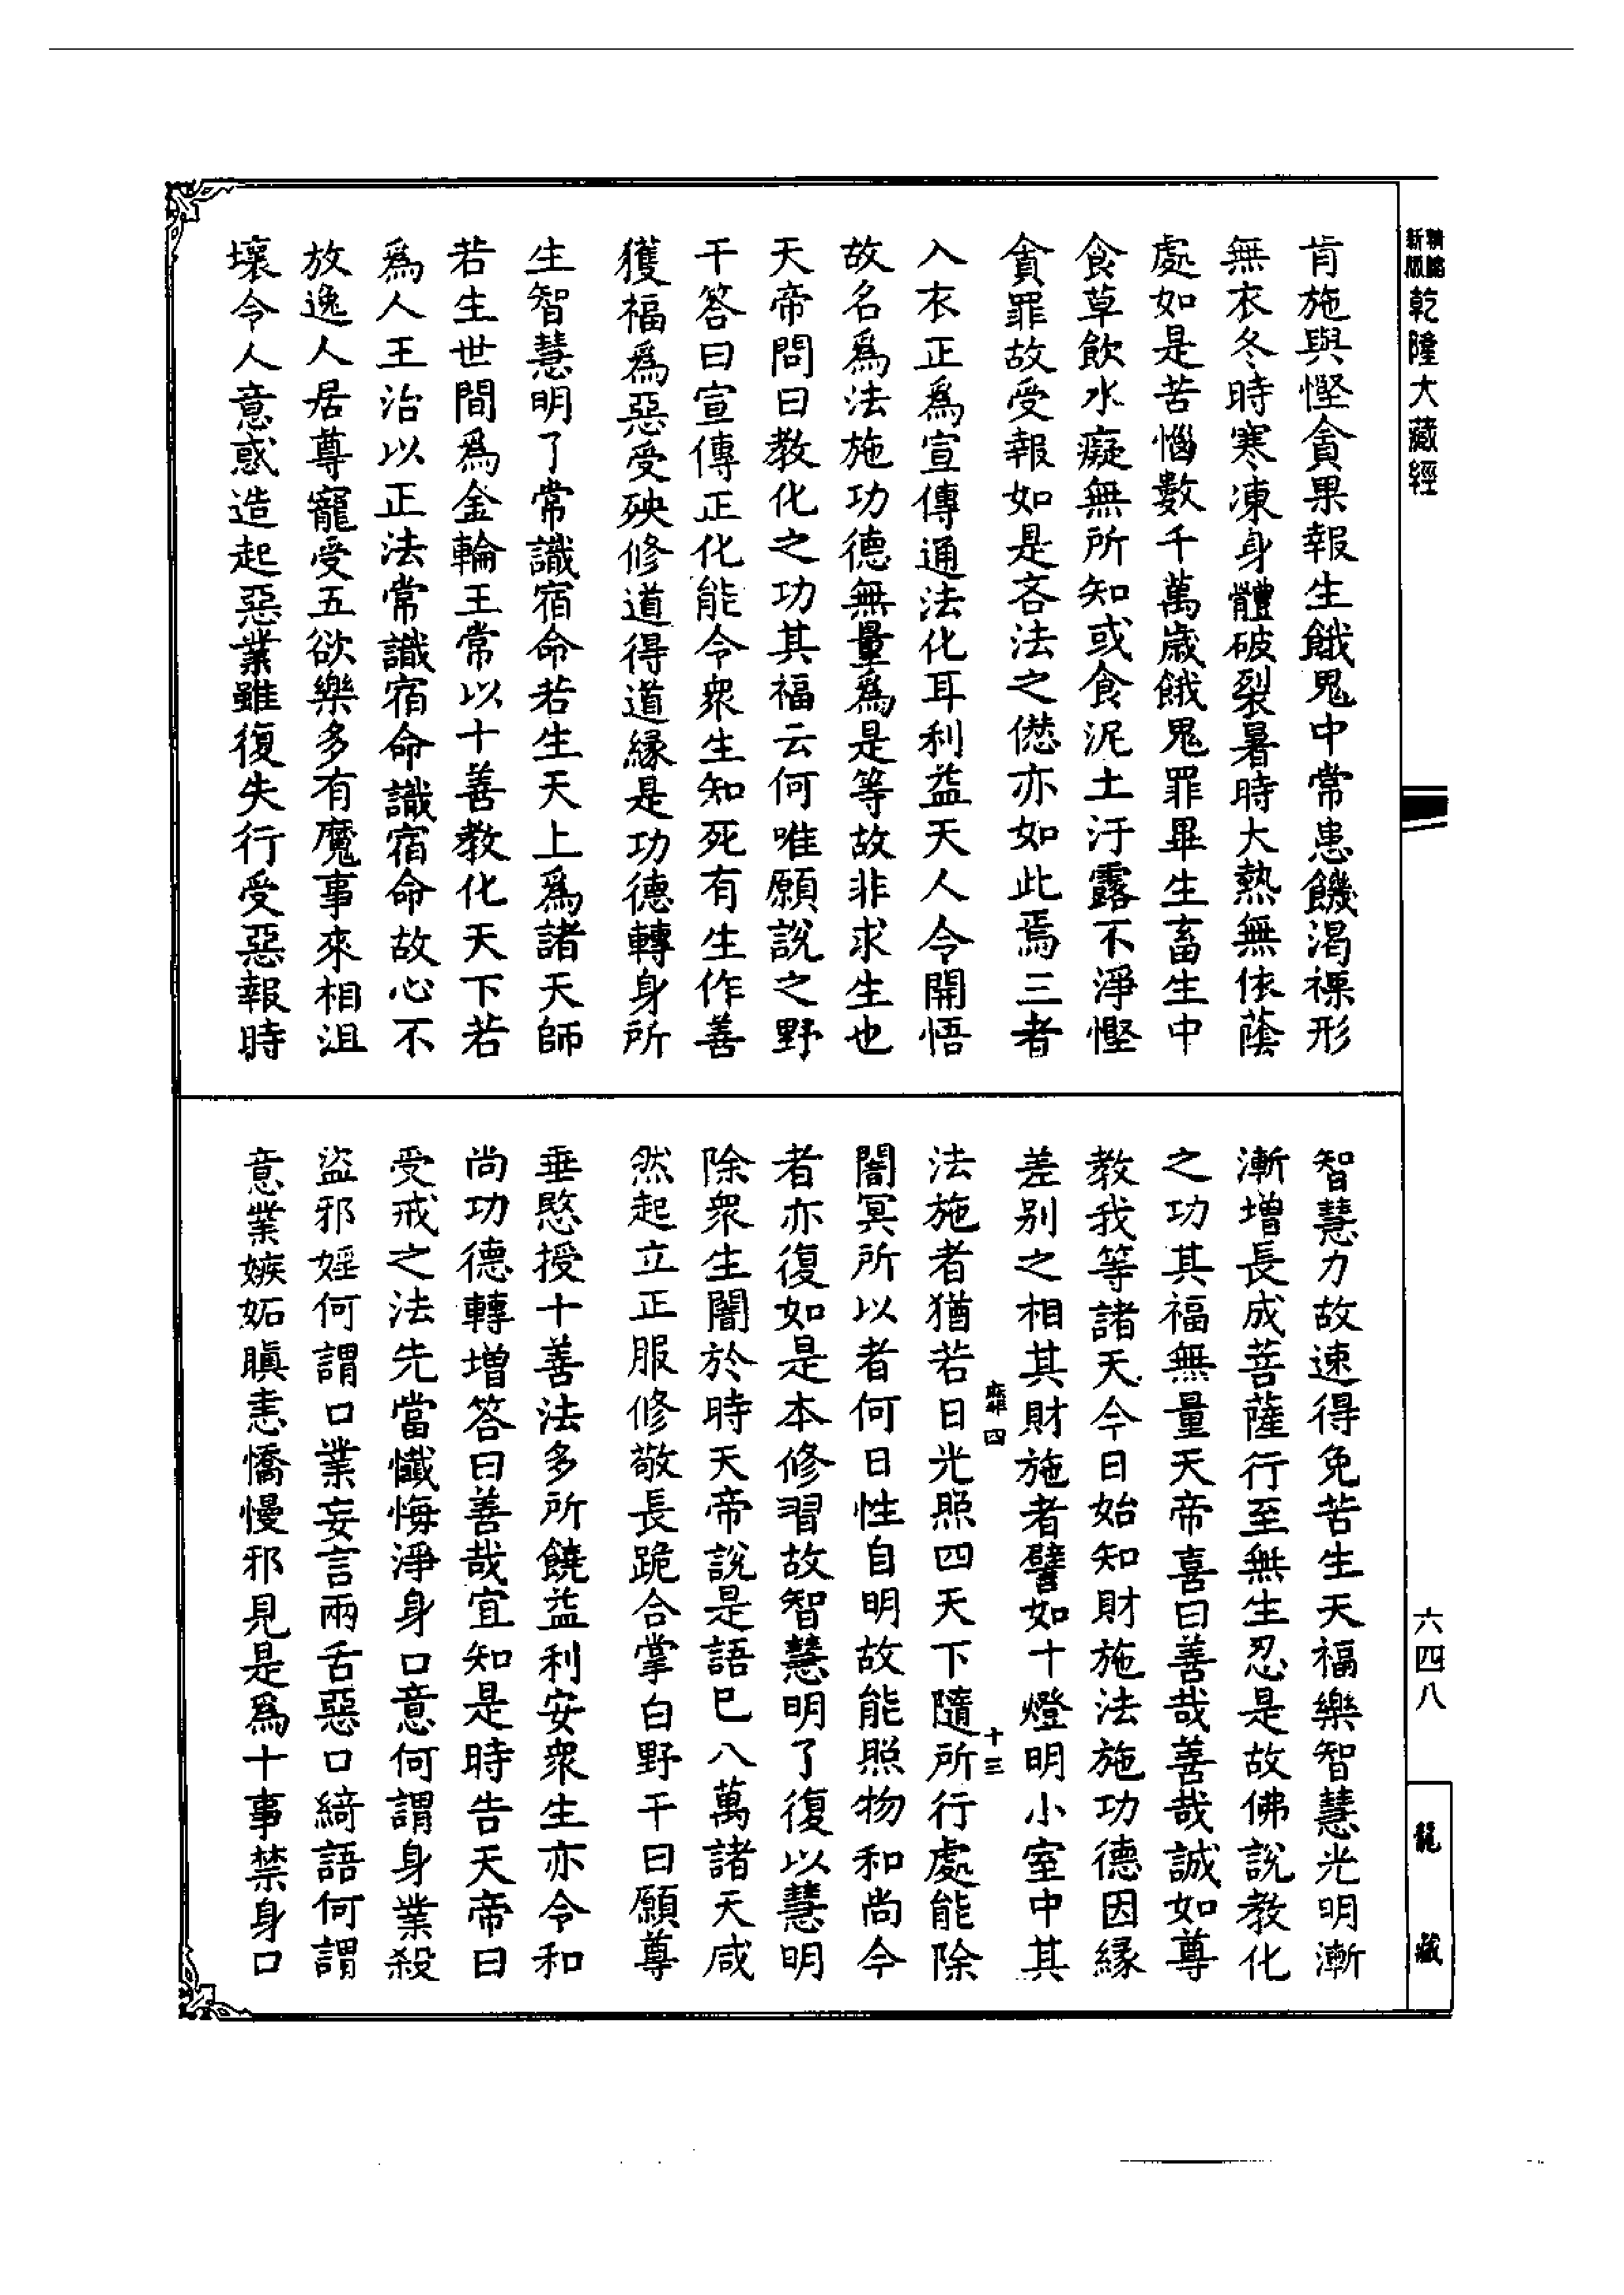 新版
乾隆大藏經
肯施與慳貪果報生餓鬼中常患饑渴裸形
無衣冬時寒凍身體破裂暑時大熱無依蔭
處如是苦惱數千萬歲餓鬼罪畢生畜生中
食草飲水癡無所知或食泥土汙露不淨慳
貪罪故受報如是吝法之愆亦如此焉三者
入衣正為宣傳通法化耳利益天人令開悟
故名為法施功德無量為是等故非求生也
天帝問曰教化之功其福云何唯願說之野
干答曰宣傳正化能令衆生知死有生作善
獲福為惡受殃修道得道緣是功德轉身所
生智慧明了常識宿命若生天上為諸天師
若生世間為金輪王常以十善教化天下若
為人王治以正法常識宿命識宿命故心不
放逸人居尊寵受五欲樂多有魔事來相沮
壞令人意惑造起惡業雖復失行受惡報時
智慧力故速得免苦生天福樂智慧光明漸
漸增長成菩薩行至無生忍是故佛說教化
之功其福無量天帝喜曰善哉善哉誠如尊
教我等諸天今日始知財施法施功德因緣
差別之相其財施者譬如十燈明小室中其
四 十三
法施者猶若日光照四天下隨所行處能除
闇冥所以者何日性自明故能照物和尚今
者亦復如是本修習故智慧明了復以慧明
除衆生闇於時天帝說是語已八萬諸天咸
然起立正服修敬長跪合掌白野干曰願尊
垂愍授十善法多所饒益利安衆生亦令和
尚功德轉增答曰善哉宜知是時告天帝曰
受戒之法先當懺悔淨身口意何謂身業殺
盜邪婬何謂口業妄言兩舌惡口綺語何謂
意業嫉妬瞋恚憍慢邪見是為十事禁身口
六四八
龍藏